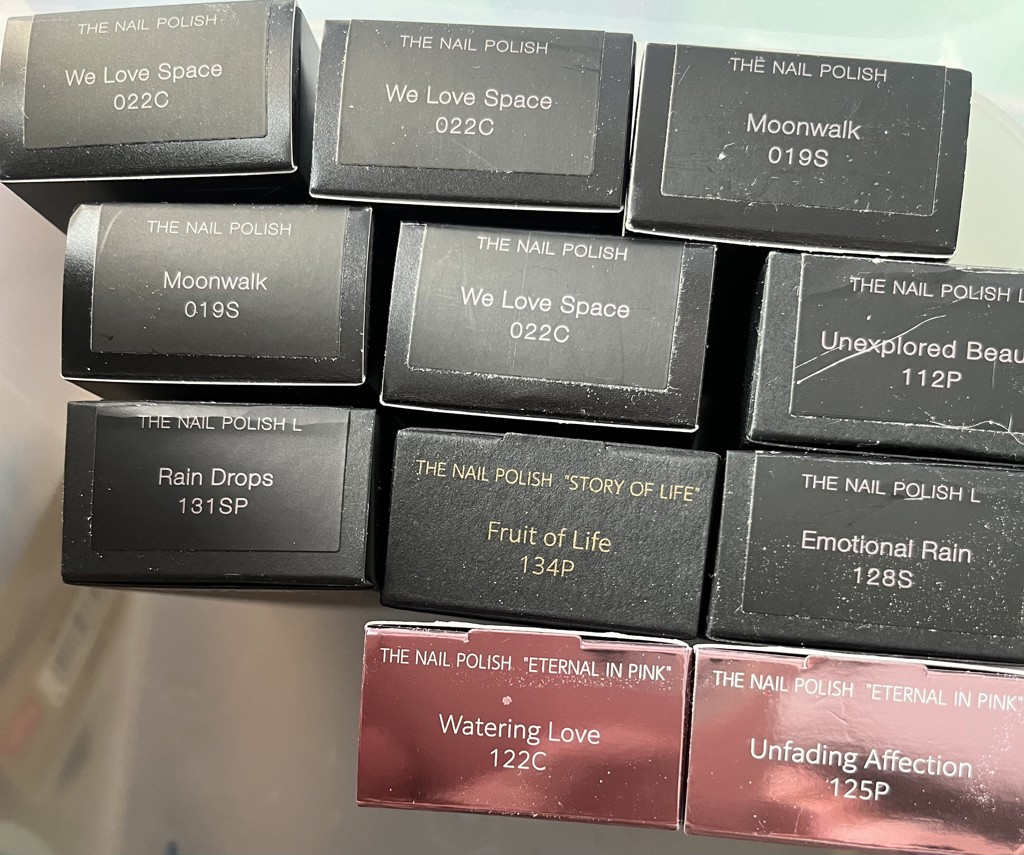 THE NAIL POLISH
We Love Space
022C
THE NAIL POLISH
We Love Space
022C
THE NAIL POLISH
Moonwalk
019S
THE NAIL POLISH
Moonwalk
019S
THE NAIL POLISH
We Love Space
022C
THE NAIL POLISH L
Unexplored Beau
112P
THE NAIL POLISH L
Rain Drops
131SP
THE NAIL POLISH "STORY OF LIFE"
Fruit of Life
134P
THE NAIL POLISH L
Emotional Rain
128S
THE NAIL POLISH "ETERNAL IN PINK"
Watering Love
122C
THE NAIL POLISH "ETERNAL IN PINK"
Unfading Affection
125P